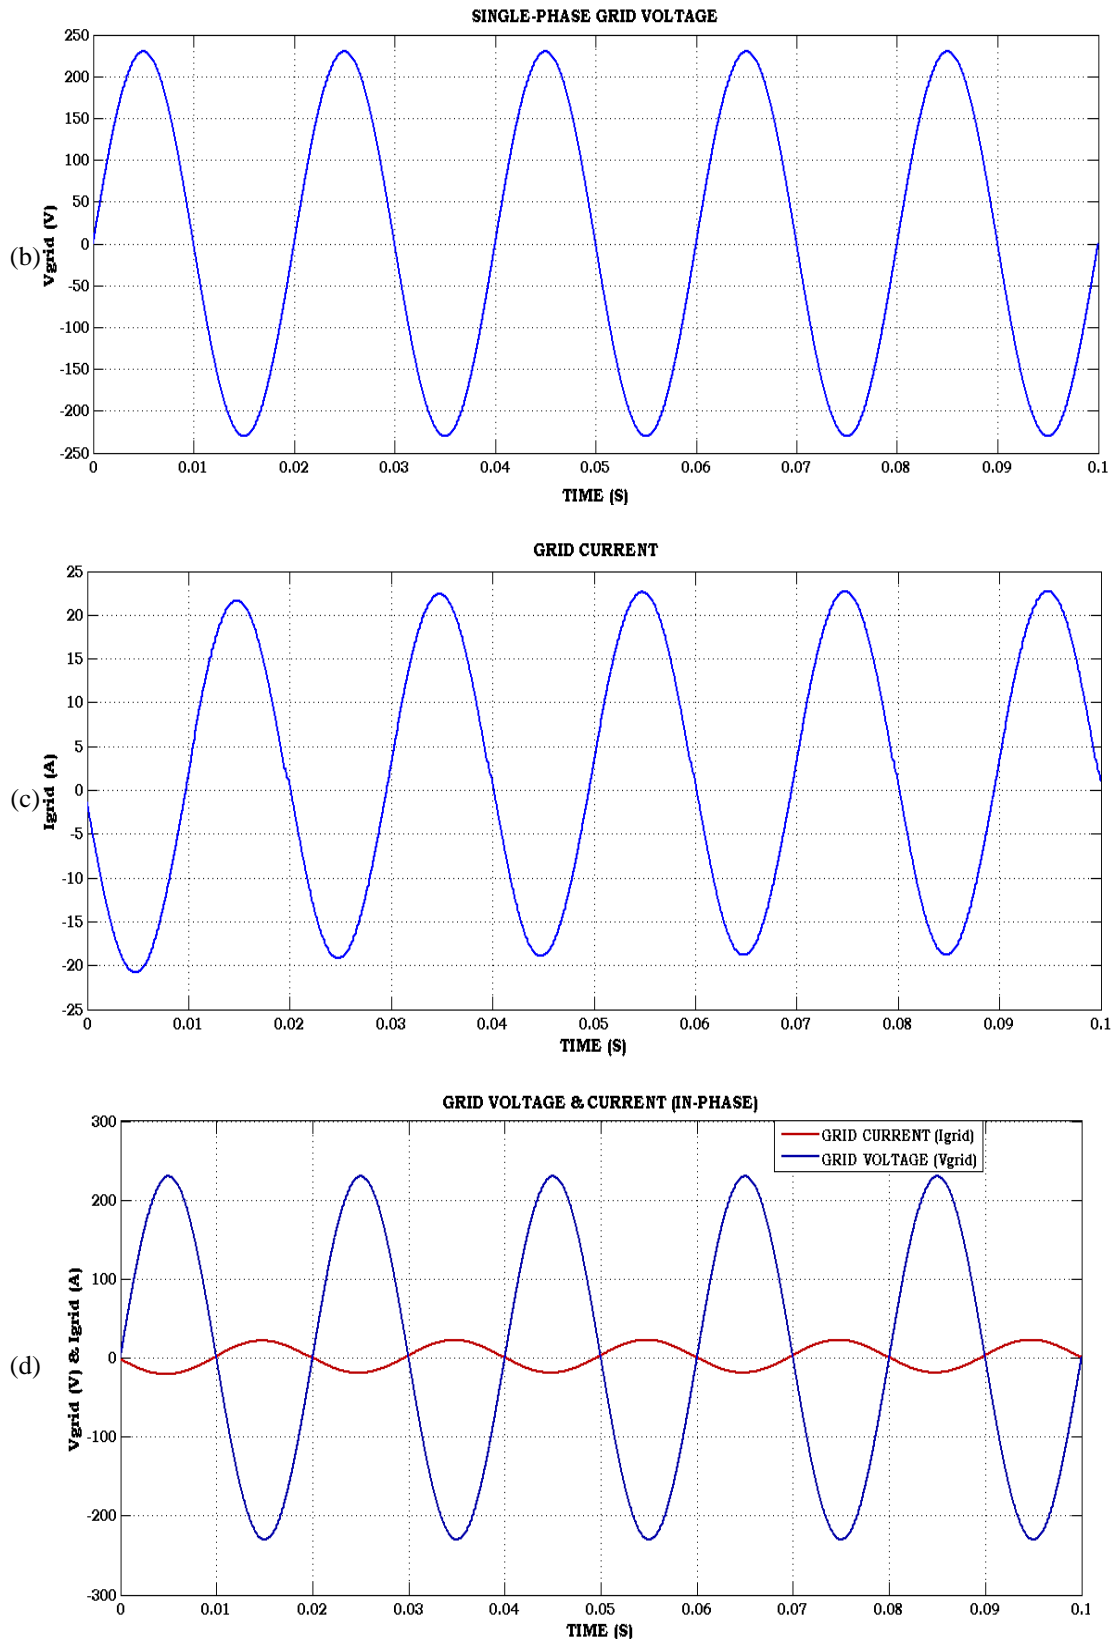 SINGLE-PHASE GRID VOLTAGE
250
200
150
100
50
0
-50
-100
-150
-200
-250
(b)
Vgrid (V)
0 0.01 0.02 0.03 0.04 0.05 0.06 0.07 0.08 0.09 0.1
TIME (S)
GRID CURRENT
25
20
15
10
5
0
-5
-10
-15
-20
-25
(c)
Igrid (A)
0 0.01 0.02 0.03 0.04 0.05 0.06 0.07 0.08 0.09 0.1
TIME (S)
GRID VOLTAGE & CURRENT (IN-PHASE)
GRID CURRENT (Igrid)
GRID VOLTAGE (Vgrid)
300
200
100
0
-100
-200
-300
(d)
Vgrid (V) & Igrid (A)
0 0.01 0.02 0.03 0.04 0.05 0.06 0.07 0.08 0.09 0.1
TIME (S)